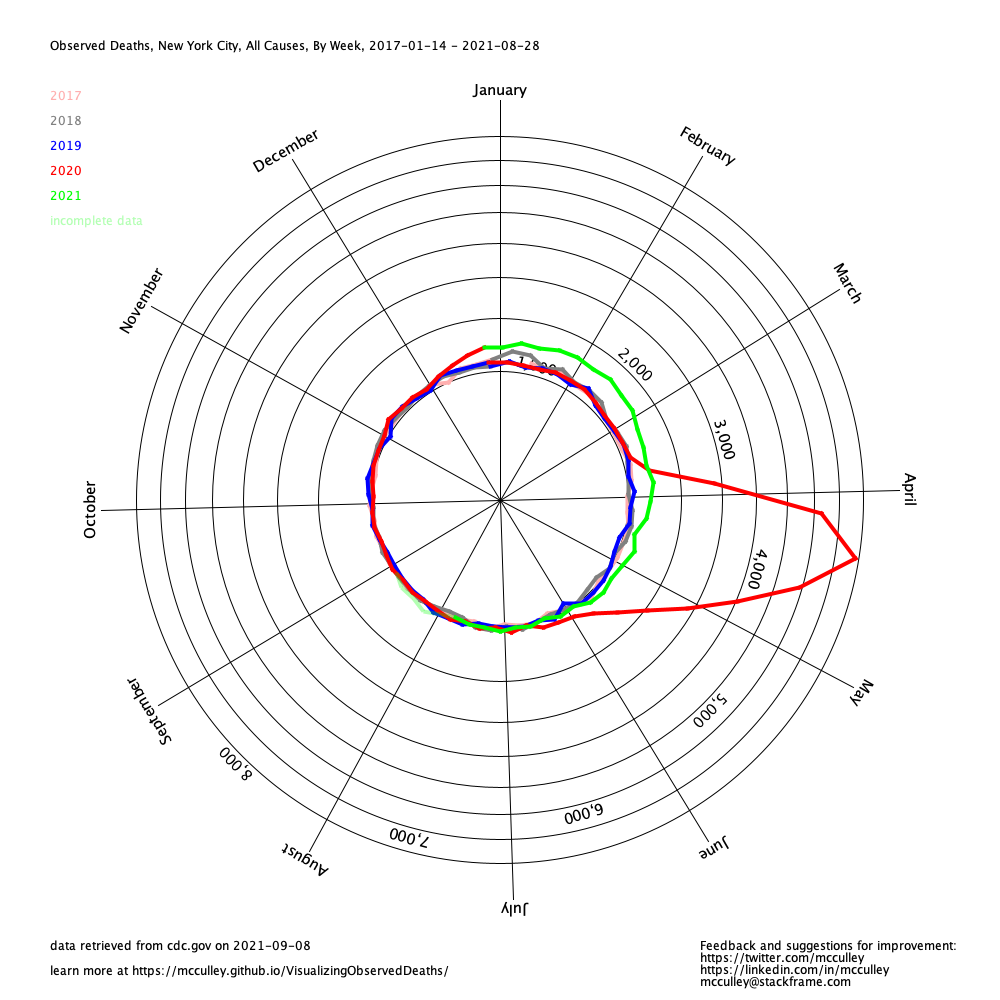 Observed Deaths, New York City, All Causes, By Week, 2017-01-14 - 2021-08-28
2017
2018
2019
2020
2021
incomplete data
January
February
March
April
May
June
July
August
September
October
November
December
1,000
2,000
3,000
4,000
5,000
6,000
7,000
8,000
data retrieved from cdc.gov on 2021-09-08
learn more at https://mcculley.github.io/VisualizingObservedDeaths/
Feedback and suggestions for improvement:
https://twitter.com/mcculley
https://linkedin.com/in/mcculley
mcculley@stackframe.com